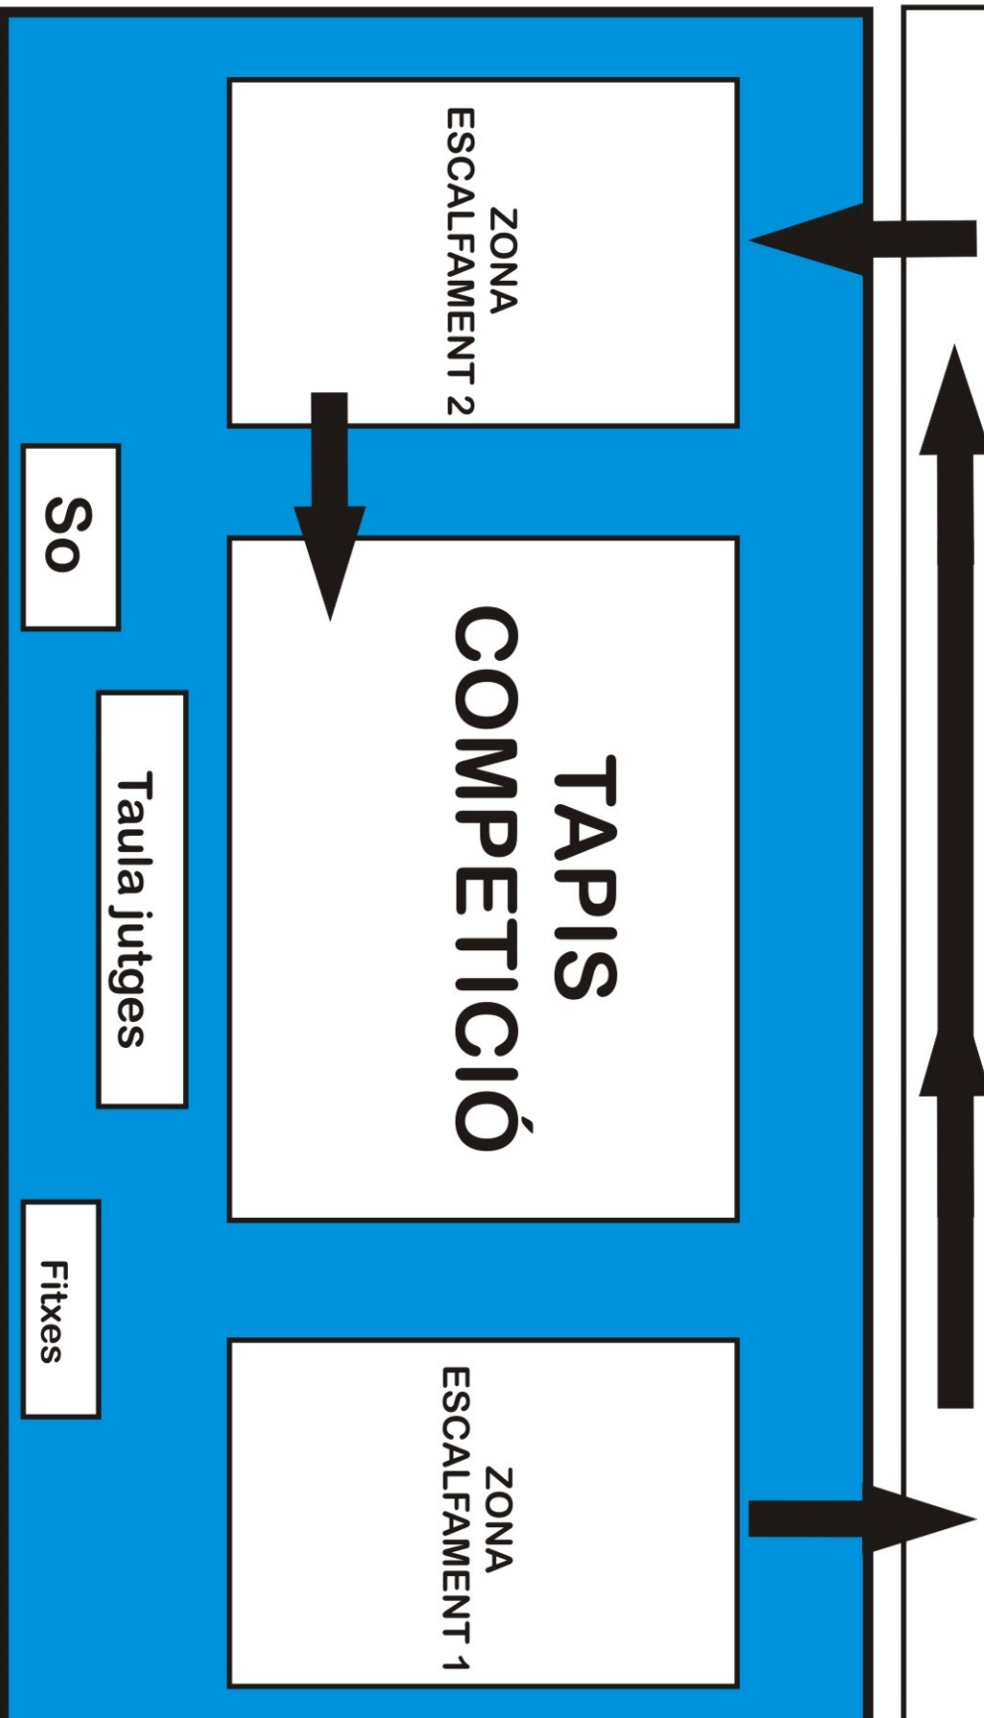 ZONA
ESCALFAMENT 2
TAPIS
COMPETICIÓ
ZONA
ESCALFAMENT 1
So
Taula jutges
Fitxes